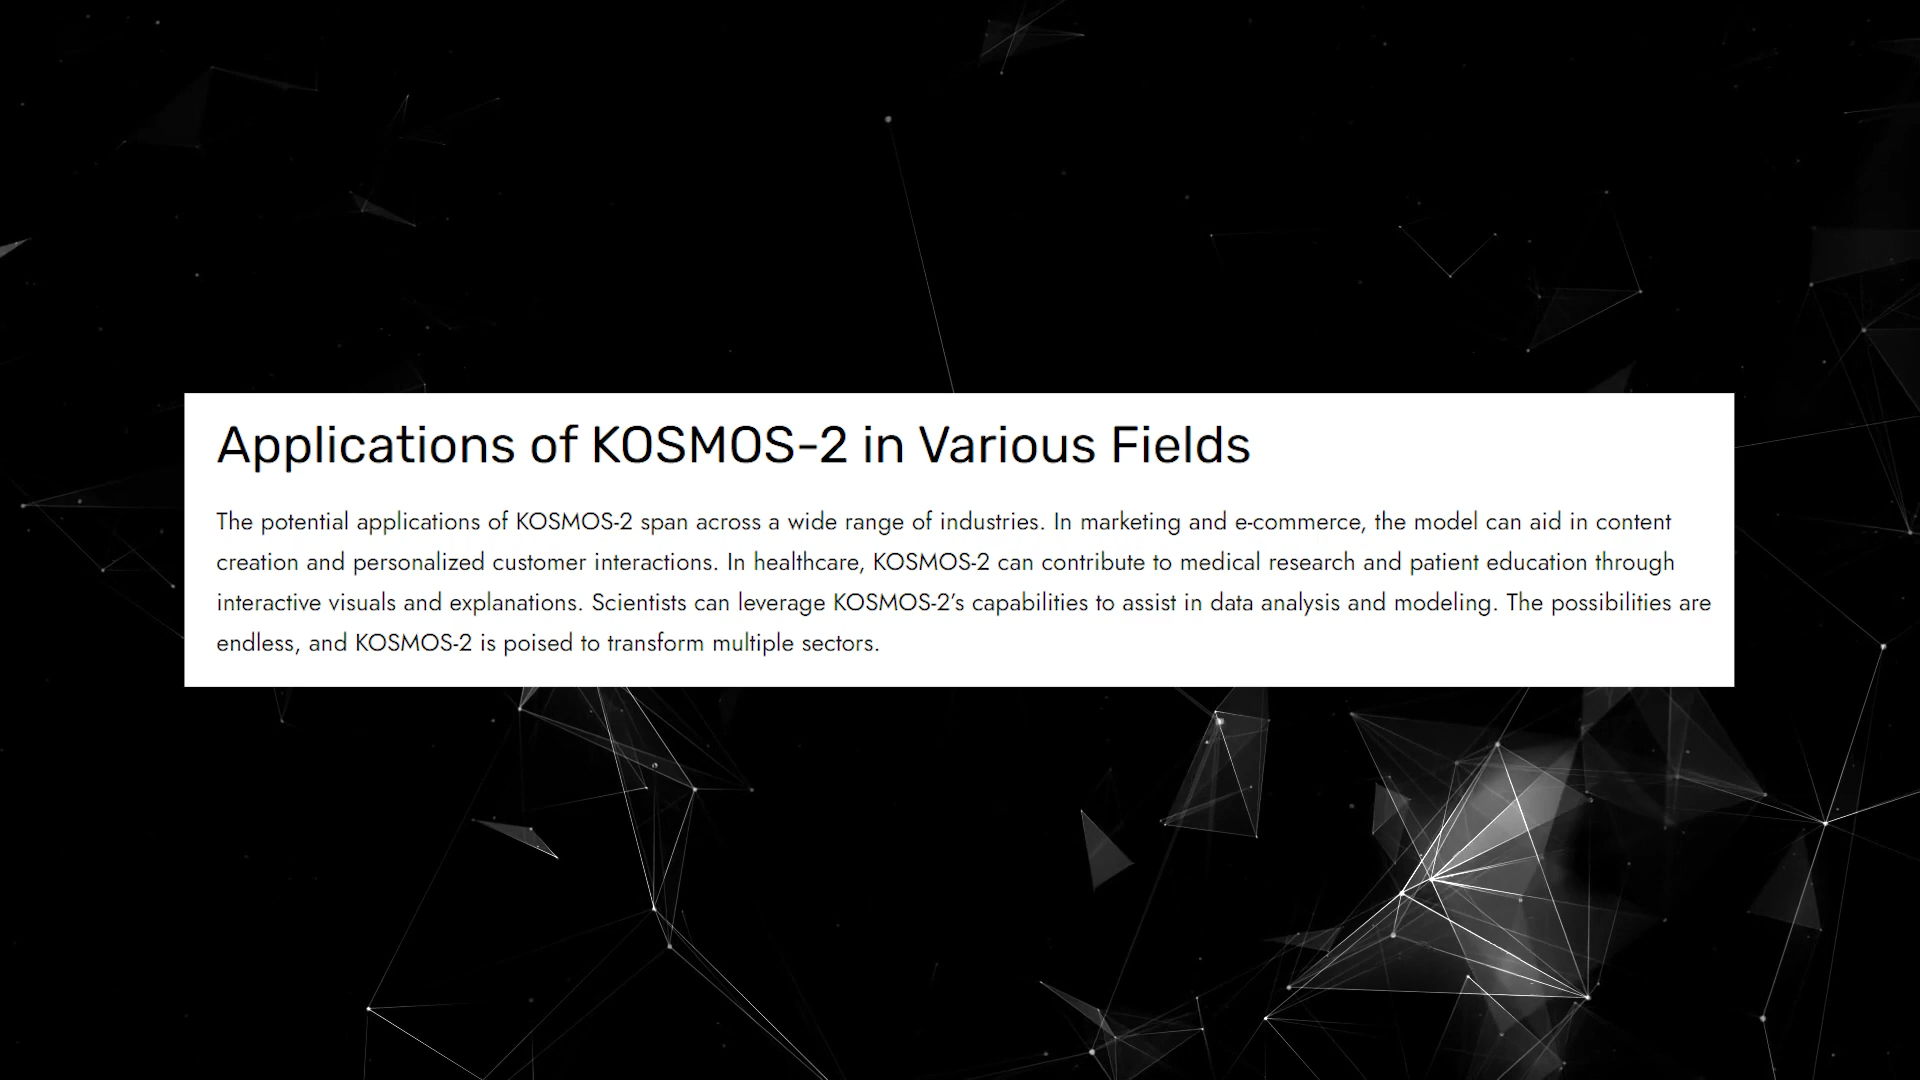 Applications of KOSMOS-2 in Various Fields
The potential applications of KOSMOS-2 span across a wide range of industries. In marketing and e-commerce, the model can aid in content
creation and personalized customer interactions. In healthcare, KOSMOS-2 can contribute to medical research and patient education through
interactive visuals and explanations. Scientists can leverage KOSMOS-2’s capabilities to assist in data analysis and modeling. The possibilities are
endless, and KOSMOS-2 is poised to transform multiple sectors.